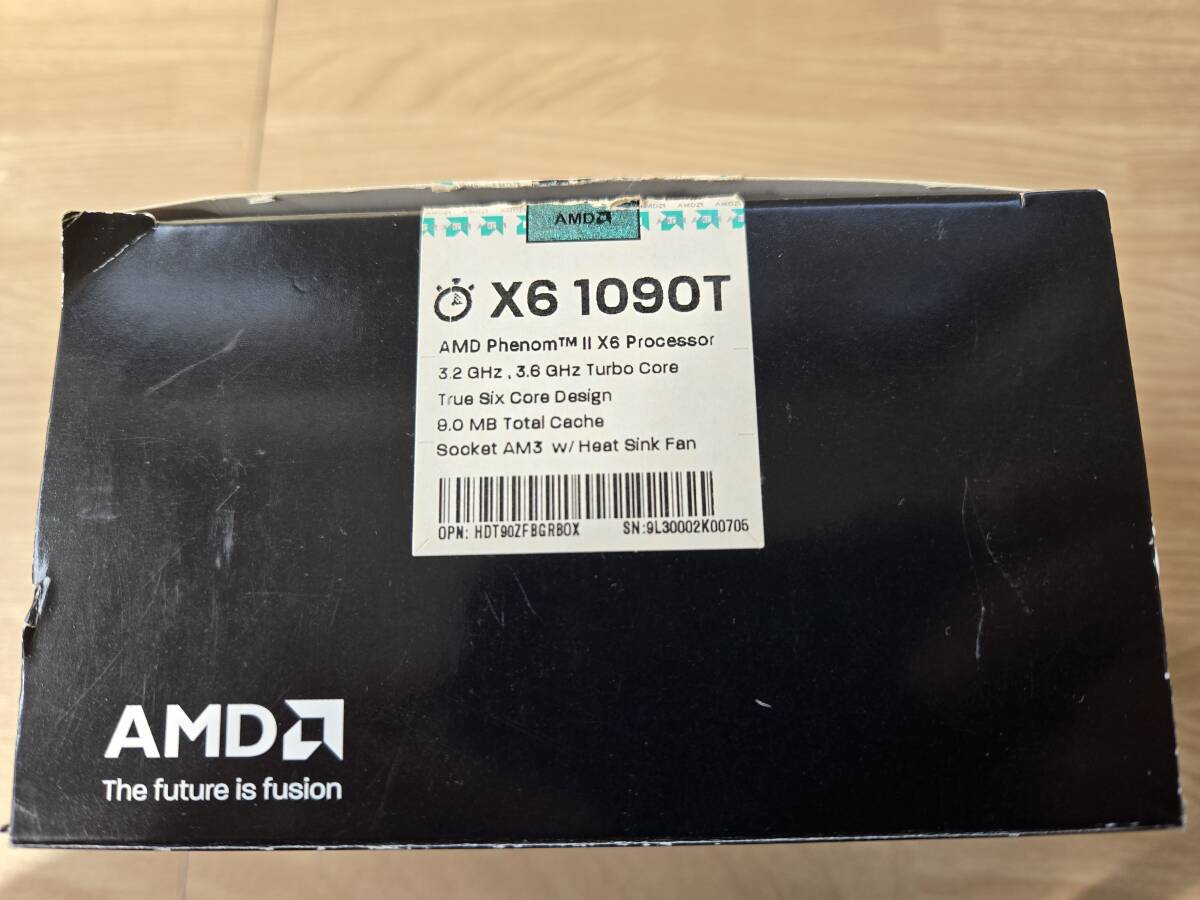 AMD
X6 1090T
AMD Phenom™ II X6 Processor
3.2 GHz , 3.6 GHz Turbo Core
True Six Core Design
9.0 MB Total Cache
Socket AM3 w/ Heat Sink Fan
OPN: HDT90ZFBGRBOX SN:9L30002K00705
AMD
The future is fusion